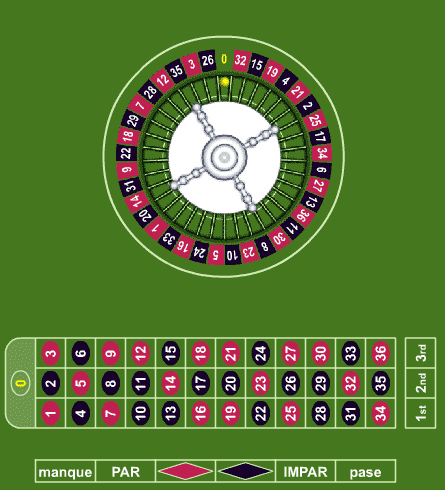 0 32 15 19 4 21 2 25 17 34 6 27 13 36 11 30 8 23 10 5 24 16 33 1 20 14 31 9 22 18 29 7 28 12 35 3 26
3 6 9 12 15 18 21 24 27 30 33 36 3rd
0 2 5 8 11 14 17 20 23 26 29 32 35 2nd
1 4 7 10 13 16 19 22 25 28 31 34 1st
manque PAR IMPAR pase